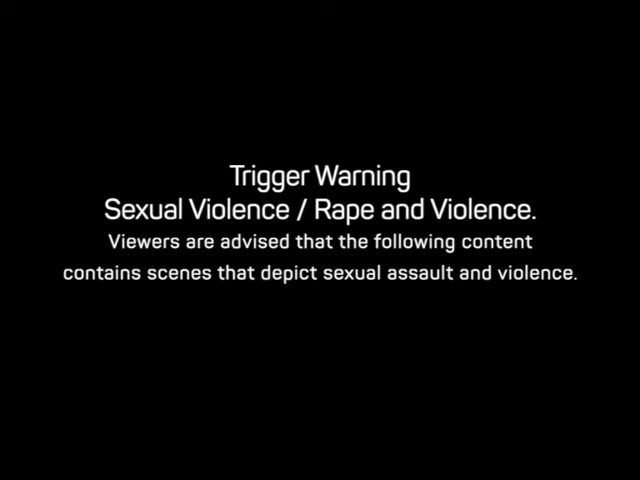 Trigger Warning
Sexual Violence / Rape and Violence.
Viewers are advised that the following content
contains scenes that depict sexual assault and violence.